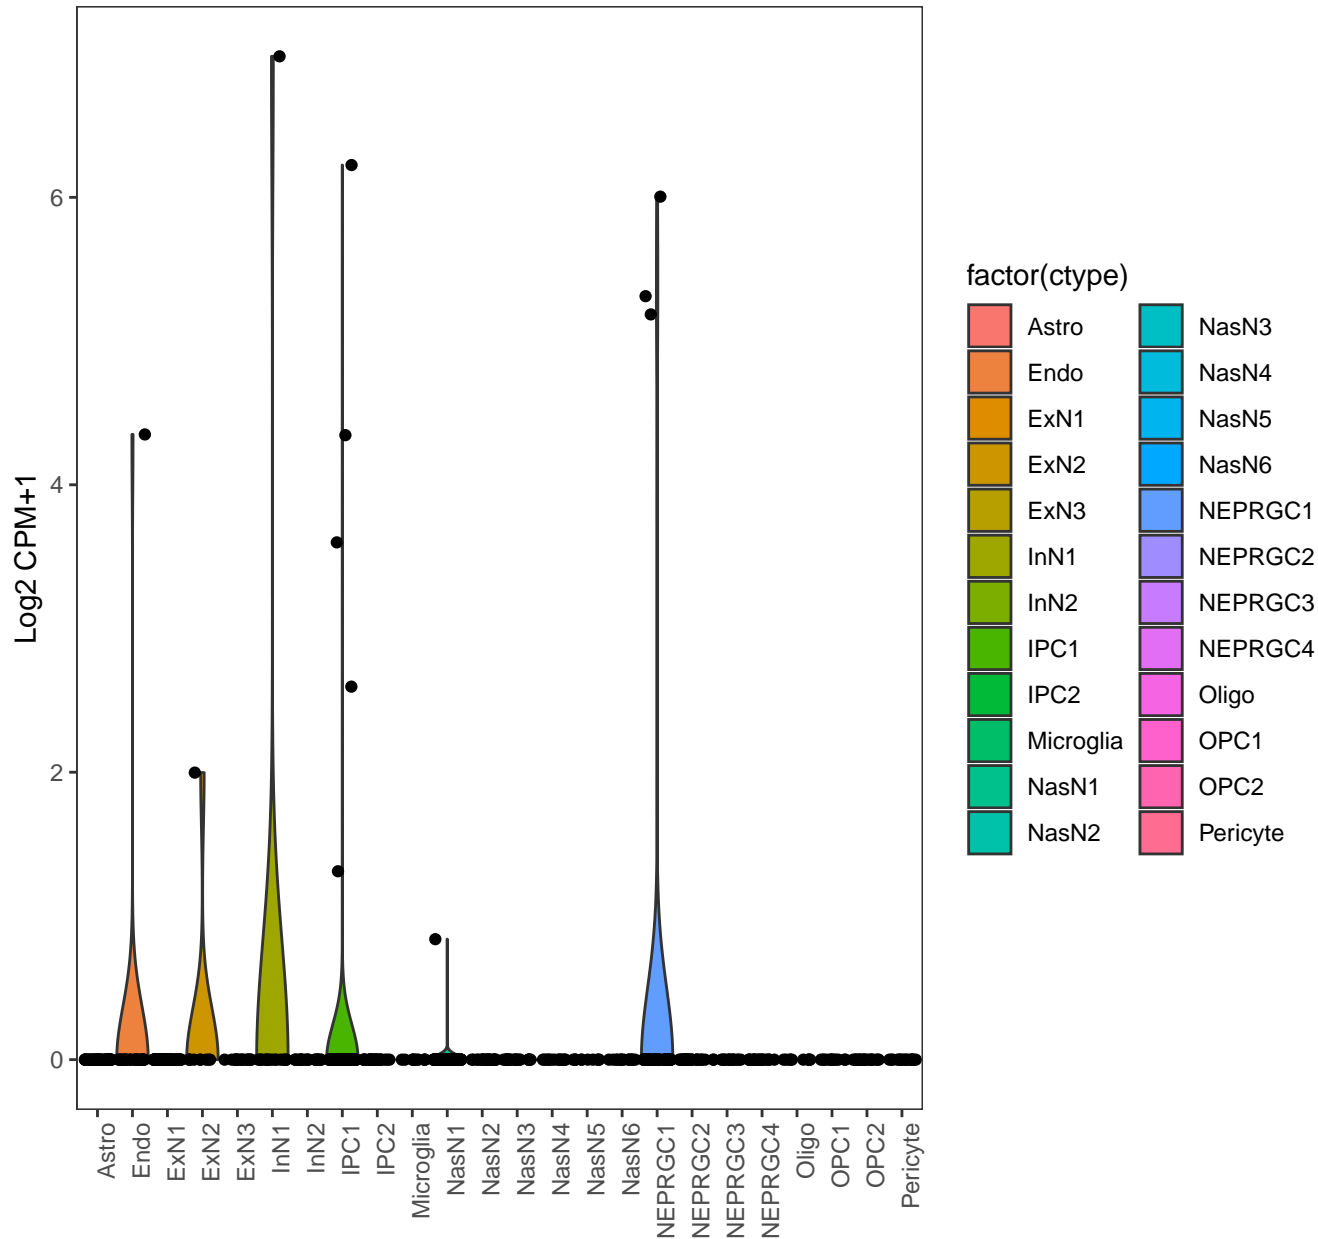 Log2 CPM+1
6
4
2
0
Astro
Endo
ExN1
ExN2
ExN3
InN1
InN2
IPC1
IPC2
Microglia
NasN1
NasN2
NasN3
NasN4
NasN5
NasN6
NEPRGC1
NEPRGC2
NEPRGC3
NEPRGC4
Oligo
OPC1
OPC2
Pericyte
factor(ctype)
Astro
Endo
ExN1
ExN2
ExN3
InN1
InN2
IPC1
IPC2
Microglia
NasN1
NasN2
NasN3
NasN4
NasN5
NasN6
NEPRGC1
NEPRGC2
NEPRGC3
NEPRGC4
Oligo
OPC1
OPC2
Pericyte